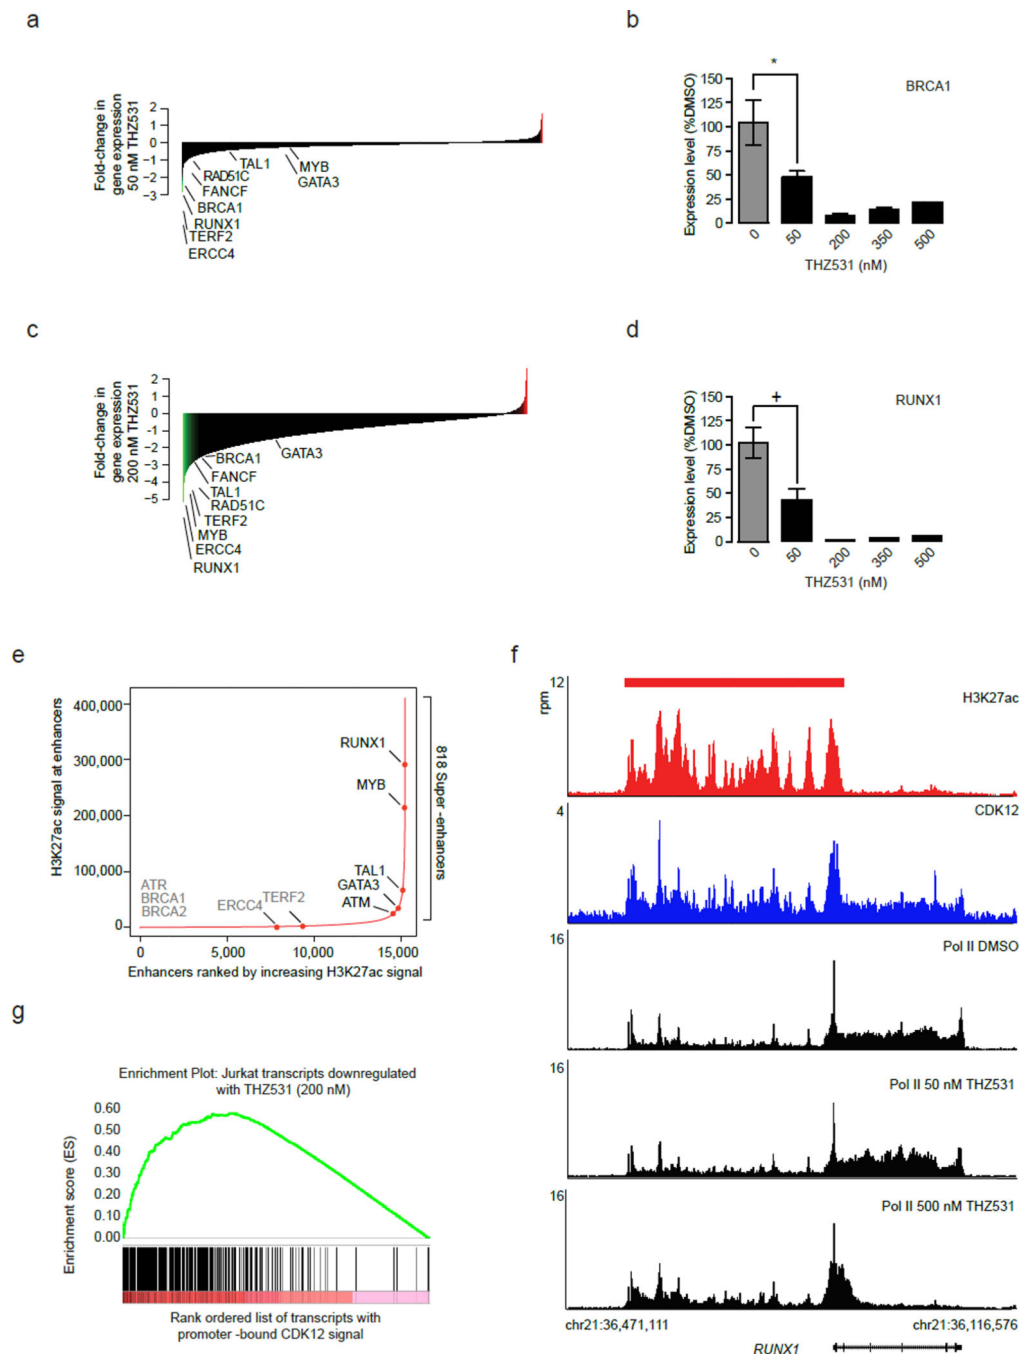 a
Fold-change in
gene expression
50 nM THZ531
2
1
0
−1
−2
−3
TAL1
MYB
RAD51C
GATA3
FANCF
BRCA1
RUNX1
TERF2
ERCC4
b
BRCA1
*
Expression level (%DMSO)
150
125
100
75
50
25
0
0
50
200
350
500
THZ531 (nM)
c
Fold-change in
gene expression
200 nM THZ531
2
1
0
−1
−2
−3
−4
−5
BRCA1
GATA3
FANCF
TAL1
RAD51C
TERF2
MYB
ERCC4
RUNX1
d
RUNX1
+
Expression level (%DMSO)
150
125
100
75
50
25
0
0
50
200
350
500
THZ531 (nM)
e
H3K27ac signal at enhancers
400,000
300,000
200,000
100,000
0
RUNX1
MYB
TAL1
GATA3
ATM
ATR
BRCA1
BRCA2
ERCC4
TERF2
818 Super -enhancers
0
5,000
10,000
15,000
Enhancers ranked by increasing H3K27ac signal
f
rpm
12
H3K27ac
4
CDK12
16
Pol II DMSO
16
Pol II 50 nM THZ531
16
Pol II 500 nM THZ531
chr21:36,471,111
chr21:36,116,576
RUNX1
g
Enrichment Plot: Jurkat transcripts downregulated
with THZ531 (200 nM)
Enrichment score (ES)
0.60
0.50
0.40
0.30
0.20
0.10
0.00
Rank ordered list of transcripts with
promoter -bound CDK12 signal